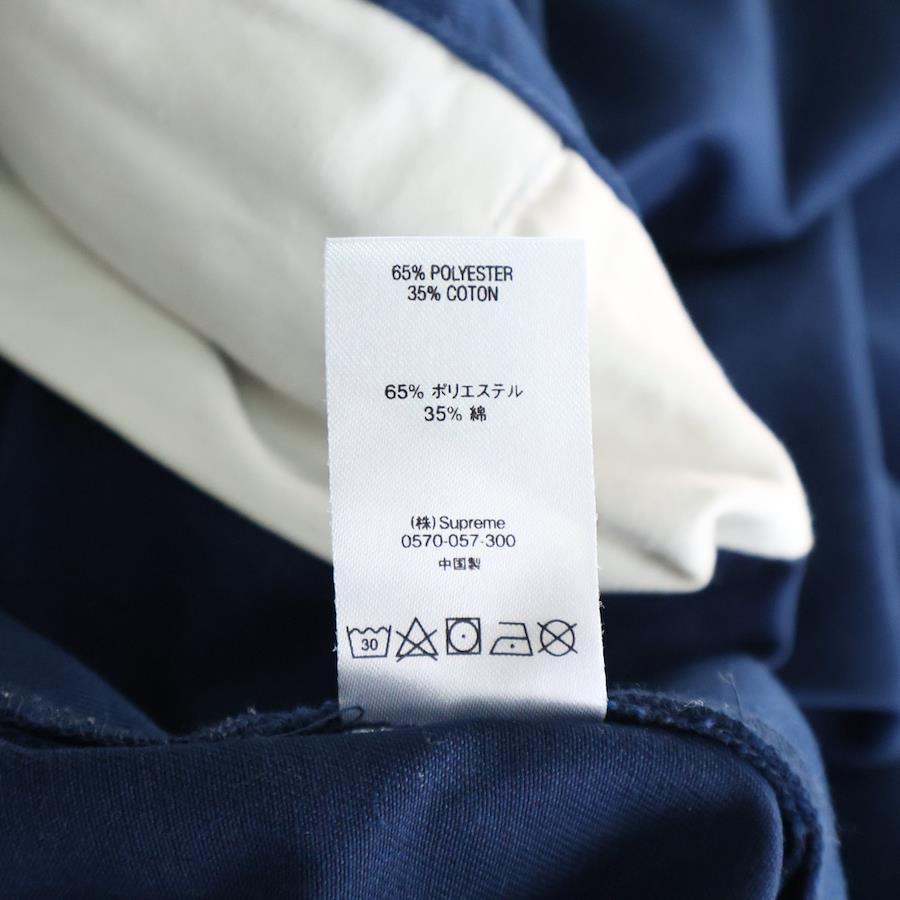 65% POLYESTER
35% COTON
65% ポリエステル
35% 綿
(株) Supreme
0570-057-300
中国製
30